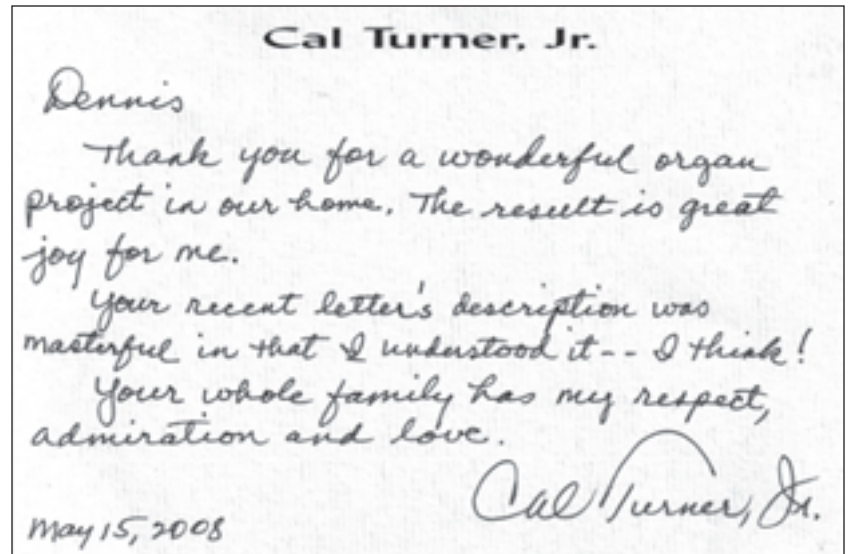 Cal Turner, Jr.
Dennis
Thank you for a wonderful organ
project in our home. The result is great
joy for me.
Your recent letter's description was
masterful in that I understood it -- I think!
Your whole family has my respect,
admiration and love.
Cal Turner, Jr.
May 15, 2008